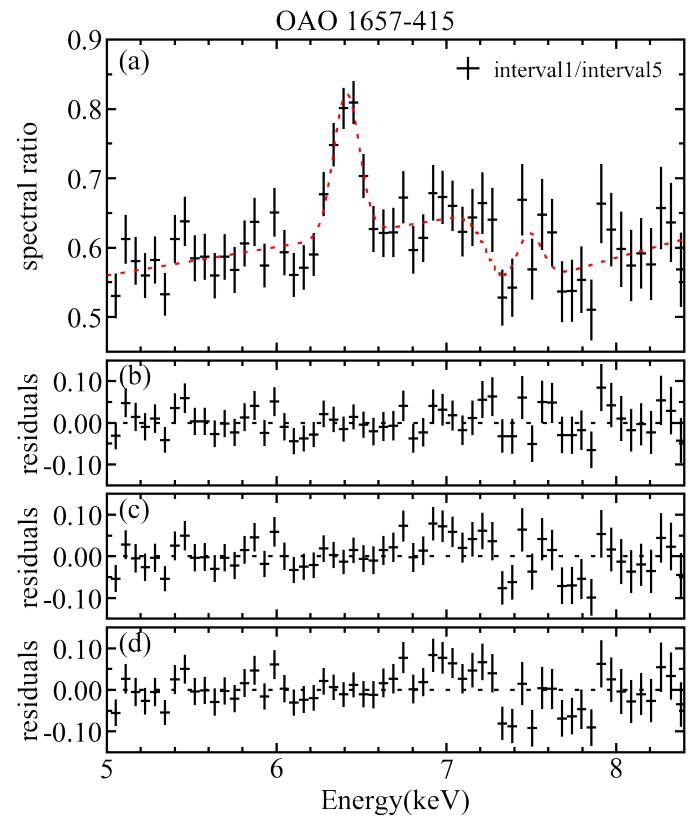 OAO 1657-415
0.9
(a)
interval1/interval5
0.8
0.7
0.6
0.5
spectral ratio
(b)
0.10
0.00
-0.10
residuals
(c)
0.10
0.00
-0.10
residuals
(d)
0.10
0.00
-0.10
residuals
5 6 7 8
Energy(keV)